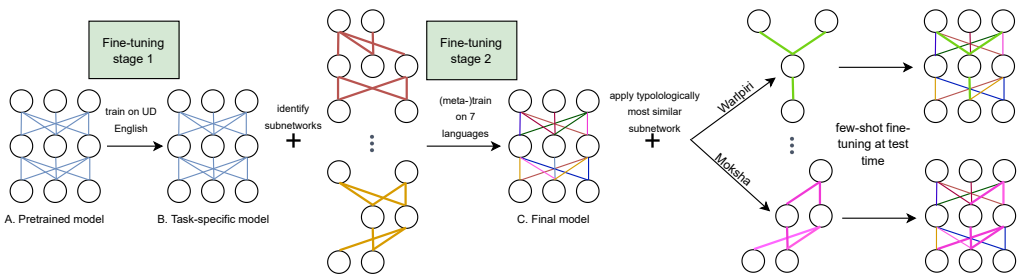 Fine-tuning
stage 1
train on UD
English
A. Pretrained model
B. Task-specific model
identify
subnetworks
+
Fine-tuning
stage 2
(meta-)train
on 7
languages
C. Final model
apply typolologically
most similar
subnetwork
+
Warlpiri
Moksha
few-shot fine-
tuning at test
time